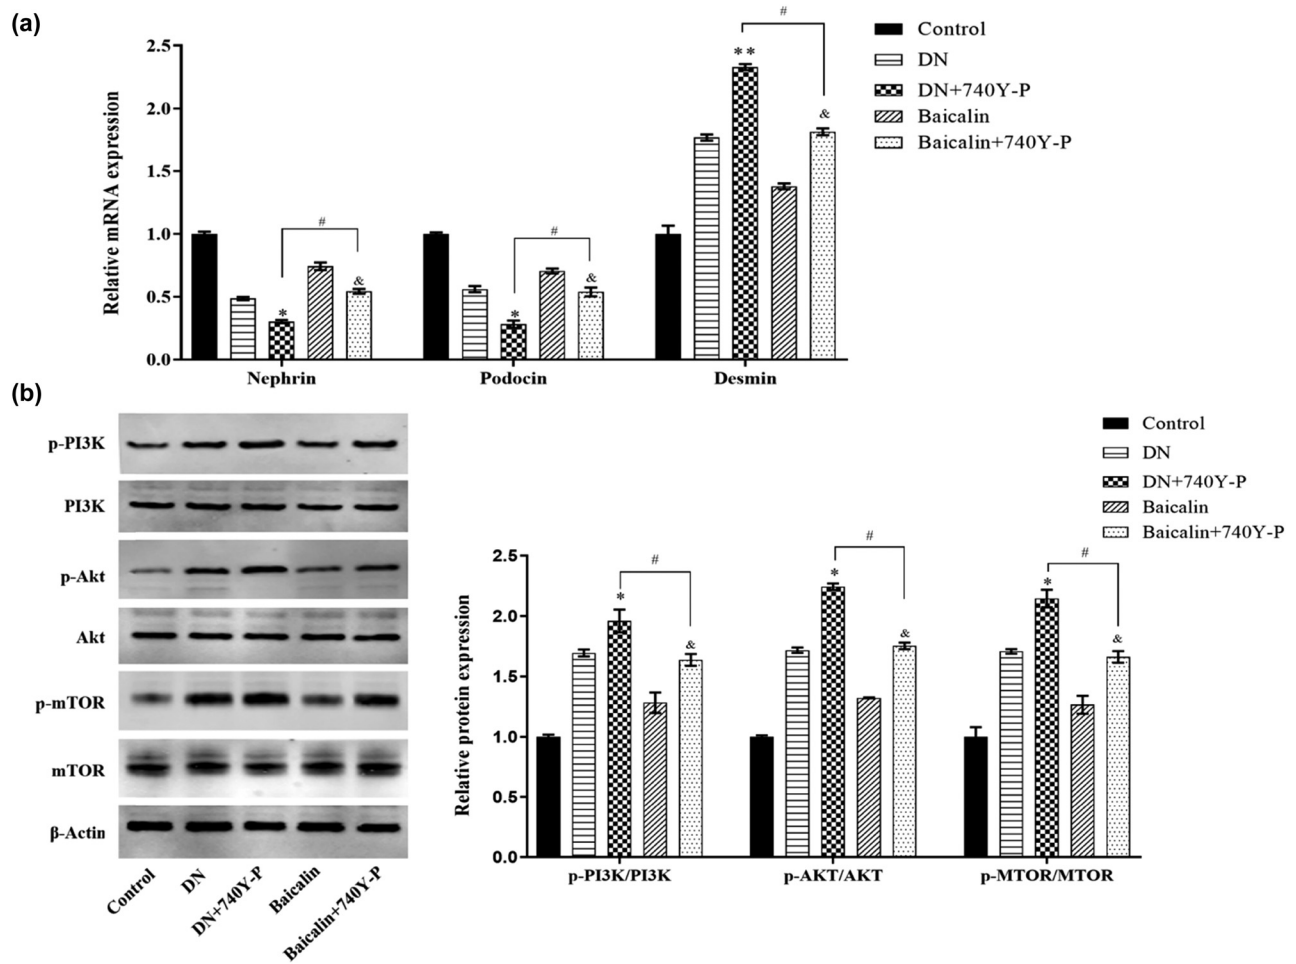 (a)
2.5
2.0
1.5
1.0
0.5
0.0
Relative mRNA expression
*
#
&
*
#
&
**
#
&
Nephrin
Podocin
Desmin
Control
DN
DN+740Y-P
Baicalin
Baicalin+740Y-P
(b)
p-PI3K
PI3K
p-Akt
Akt
p-mTOR
mTOR
β-Actin
Control
DN
DN+740Y-P
Baicalin
Baicalin+740Y-P
Control
DN
DN+740Y-P
Baicalin
Baicalin+740Y-P
2.5
2.0
1.5
1.0
0.5
0.0
Relative protein expression
*
#
&
*
#
&
*
#
&
p-PI3K/PI3K
p-AKT/AKT
p-MTOR/MTOR